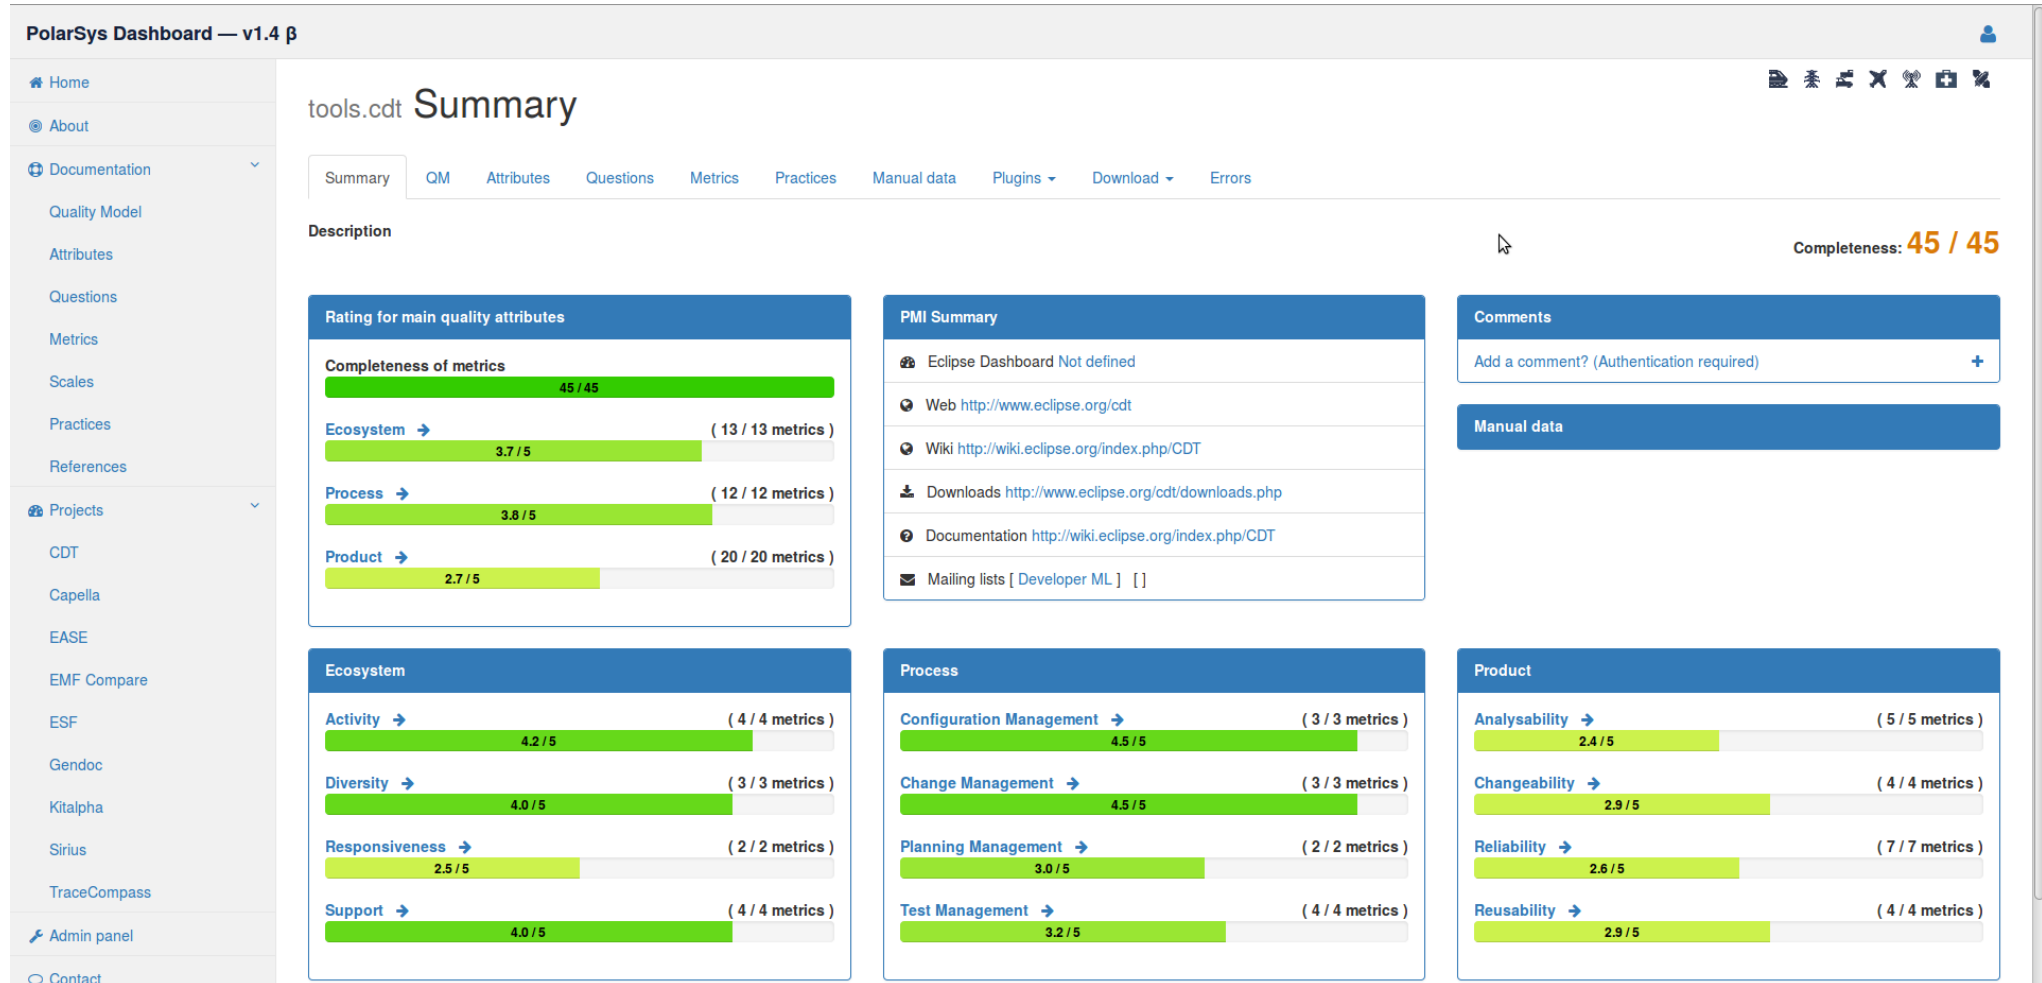 PolarSys Dashboard — v1.4 β
Home
About
Documentation
Quality Model
Attributes
Questions
Metrics
Scales
Practices
References
Projects
CDT
Capella
EASE
EMF Compare
ESF
Gendoc
Kitalpha
Sirius
TraceCompass
Admin panel
Contact
tools.cdt Summary
Summary QM Attributes Questions Metrics Practices Manual data Plugins Download Errors
Description
Completeness: 45 / 45
Rating for main quality attributes
Completeness of metrics
45 / 45
Ecosystem ( 13 / 13 metrics )
3.7 / 5
Process ( 12 / 12 metrics )
3.8 / 5
Product ( 20 / 20 metrics )
2.7 / 5
PMI Summary
Eclipse Dashboard Not defined
Web http://www.eclipse.org/cdt
Wiki http://wiki.eclipse.org/index.php/CDT
Downloads http://www.eclipse.org/cdt/downloads.php
Documentation http://wiki.eclipse.org/index.php/CDT
Mailing lists [ Developer ML ] [ ]
Comments
Add a comment? (Authentication required)
Manual data
Ecosystem
Activity ( 4 / 4 metrics )
4.2 / 5
Diversity ( 3 / 3 metrics )
4.0 / 5
Responsiveness ( 2 / 2 metrics )
2.5 / 5
Support ( 4 / 4 metrics )
4.0 / 5
Process
Configuration Management ( 3 / 3 metrics )
4.5 / 5
Change Management ( 3 / 3 metrics )
4.5 / 5
Planning Management ( 2 / 2 metrics )
3.0 / 5
Test Management ( 4 / 4 metrics )
3.2 / 5
Product
Analysability ( 5 / 5 metrics )
2.4 / 5
Changeability ( 4 / 4 metrics )
2.9 / 5
Reliability ( 7 / 7 metrics )
2.6 / 5
Reusability ( 4 / 4 metrics )
2.9 / 5